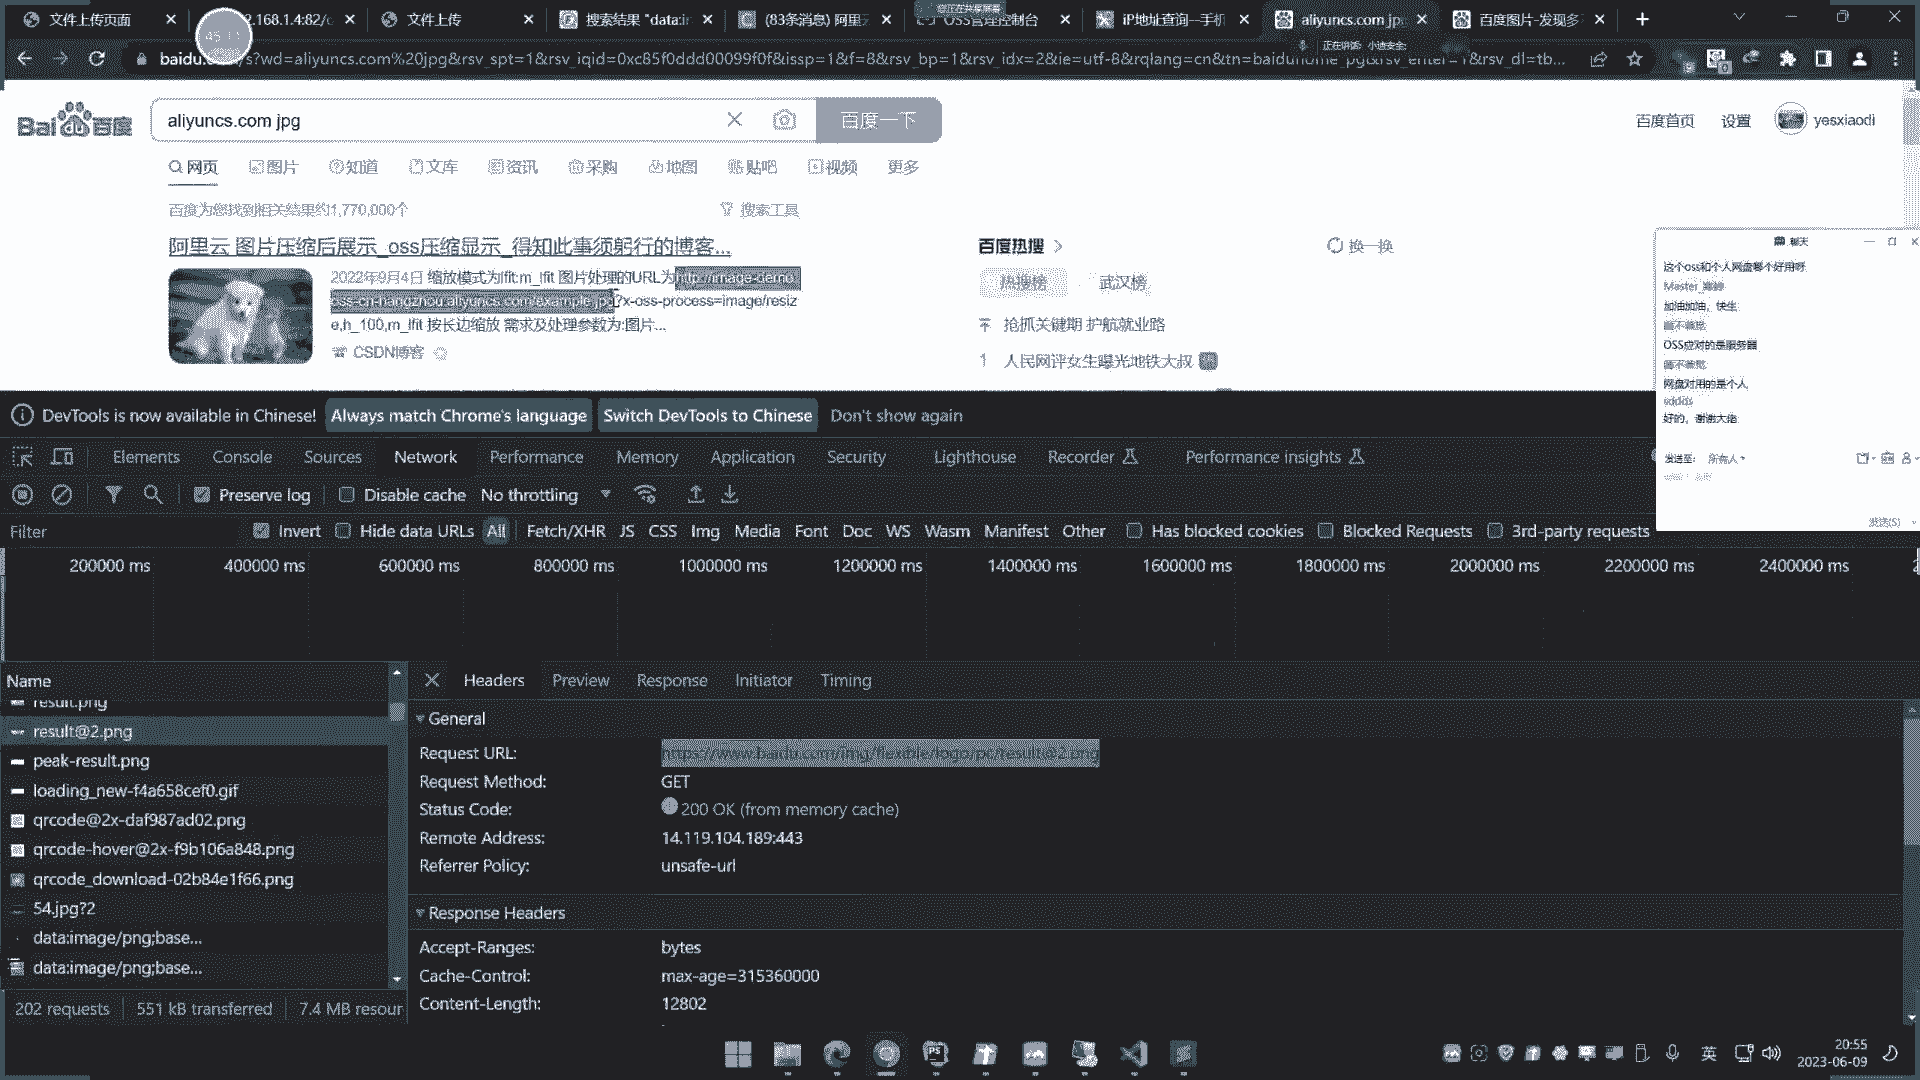 文件上传页面
2.168.1.4:82/
文件上传
搜索结果 "data:i
(83条消息) 阿里
OSS管理控制台
iP地址查询--手机
aliyuncs.com jp
百度图片-发现多
baidu.
s?wd=aliyuncs.com%20jpg&rsv_spt=1&rsv_iqid=0xc85f0ddd00099f0f&issp=1&f=8&rsv_bp=1&rsv_idx=2&ie=utf-8&rqlang=cn&tn=baiduhome_pg&rsv_enter=1&rsv_dl=tb...
正在讲话: 小迪安全;
Bai du 百度
aliyuncs.com jpg
百度一下
百度首页
设置
yesxiaodi
网页
图片
知道
文库
资讯
采购
地图
贴吧
视频
更多
百度为您找到相关结果约1,770,000个
搜索工具
阿里云 图片压缩后展示_oss压缩显示_得知此事须躬行的博客...
2022年9月4日 缩放模式为lfit:m_lfit 图片处理的URL为http://image-demo.
oss-cn-hangzhou.aliyuncs.com/example.jpg?x-oss-process=image/resiz
e,h_100,m_lfit 按长边缩放 需求及处理参数为:图片...
CSDN博客
百度热搜
换一换
热搜榜
武汉榜
抢抓关键期 护航就业路
1 人民网评女生曝光地铁大叔
聊天
这个oss和个人网盘哪个好用呀
加油加油，快生
OSS应对的是服务器
网盘对用的是个人
好的，谢谢大佬
发送至:
所有人
发送(S)
DevTools is now available in Chinese!
Always match Chrome's language
Switch DevTools to Chinese
Don't show again
Elements
Console
Sources
Network
Performance
Memory
Application
Security
Lighthouse
Recorder
Performance insights
Preserve log
Disable cache
No throttling
Filter
Invert
Hide data URLs
All
Fetch/XHR
JS
CSS
Img
Media
Font
Doc
WS
Wasm
Manifest
Other
Has blocked cookies
Blocked Requests
3rd-party requests
200000 ms
400000 ms
600000 ms
800000 ms
1000000 ms
1200000 ms
1400000 ms
1600000 ms
1800000 ms
2000000 ms
2200000 ms
2400000 ms
Name
Headers
Preview
Response
Initiator
Timing
result.png
result@2.png
peak-result.png
loading_new-f4a658cef0.gif
qrcode@2x-daf987ad02.png
qrcode-hover@2x-f9b106a848.png
qrcode_download-02b84e1f66.png
54.jpg?2
data:image/png;base...
data:image/png;base...
202 requests
551 kB transferred
7.4 MB resour
General
Request URL:
https://www.baidu.com/img/flexible/logo/pc/result@2.png
Request Method:
GET
Status Code:
200 OK (from memory cache)
Remote Address:
14.119.104.189:443
Referrer Policy:
unsafe-url
Response Headers
Accept-Ranges:
bytes
Cache-Control:
max-age=315360000
Content-Length:
12802
英
20:55
2023-06-09